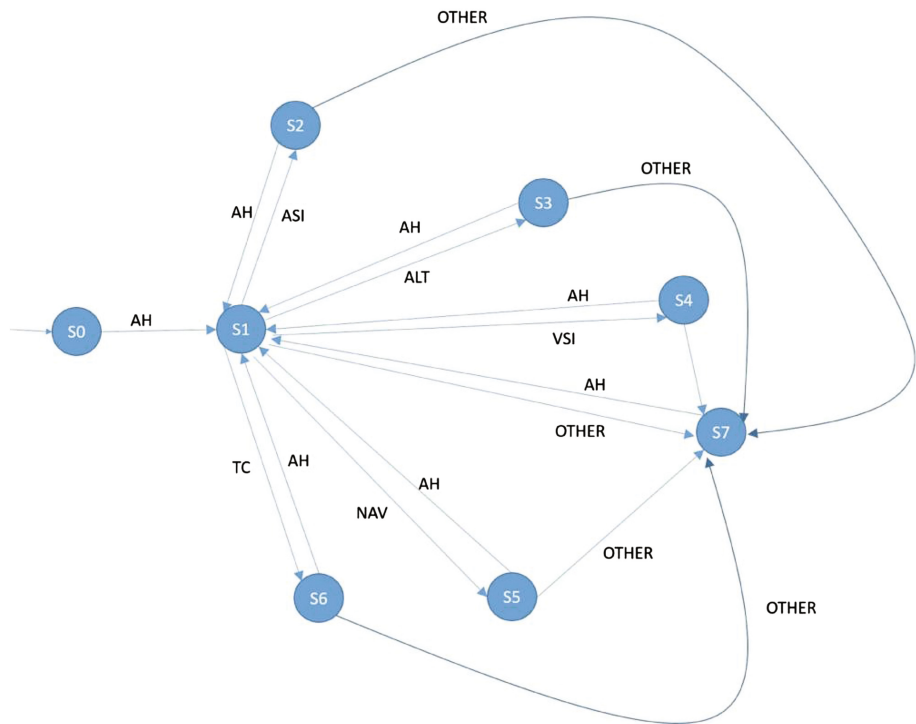 OTHER
S2
OTHER
AH
ASI
S3
AH
ALT
AH
S4
S0
AH
S1
VSI
AH
OTHER
S7
TC
AH
AH
NAV
OTHER
S6
S5
OTHER